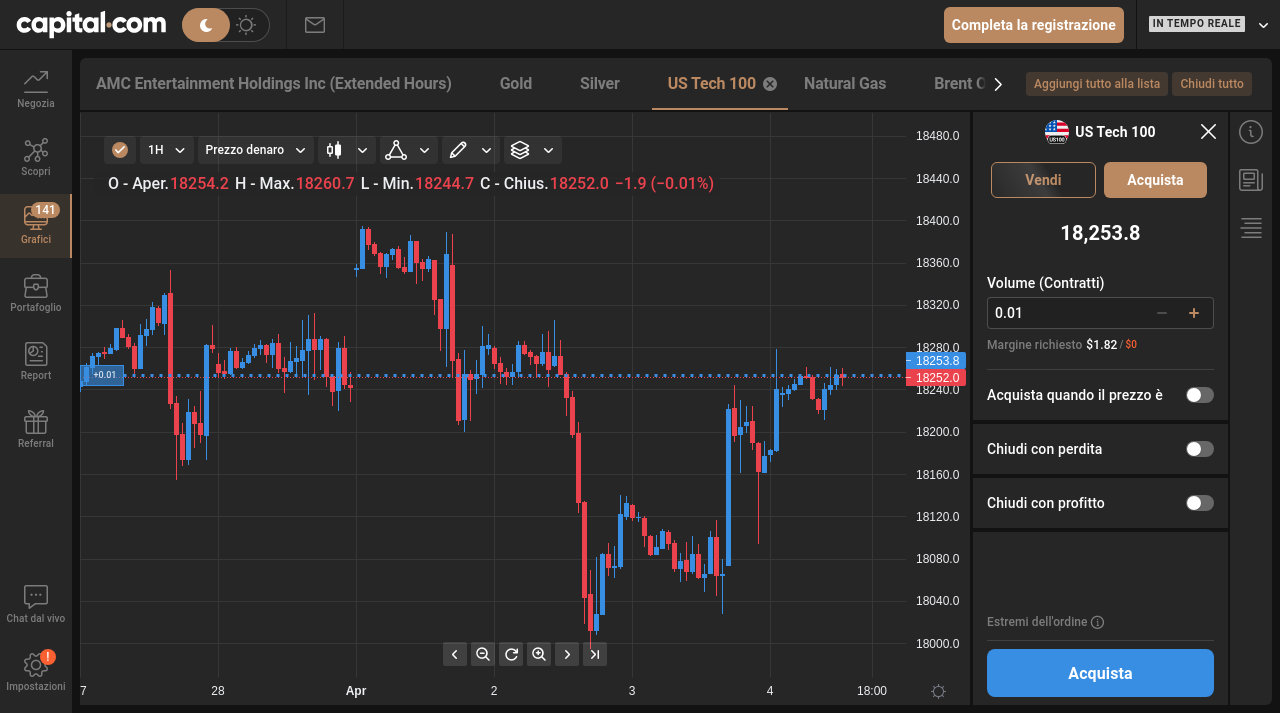 capital.com
Completa la registrazione
IN TEMPO REALE
Negozia
Scopri
141
Grafici
Portafoglio
Report
Referral
Chat dal vivo
!
Impostazioni
AMC Entertainment Holdings Inc (Extended Hours)
Gold
Silver
US Tech 100
Natural Gas
Brent
Aggiungi tutto alla lista
Chiudi tutto
1H
Prezzo denaro
O - Aper.18254.2 H - Max.18260.7 L - Min.18244.7 C - Chius.18252.0 −1.9 (−0.01%)
18480.0
18440.0
18400.0
18360.0
18320.0
18280.0
18253.8
18252.0
18240.0
18200.0
18160.0
18120.0
18080.0
18040.0
18000.0
+0.01
7
28
Apr
2
3
4
18:00
US100
US Tech 100
Vendi
Acquista
18,253.8
Volume (Contratti)
0.01
− +
Margine richiesto $1.82 / $0
Acquista quando il prezzo è
Chiudi con perdita
Chiudi con profitto
Estremi dell'ordine
Acquista